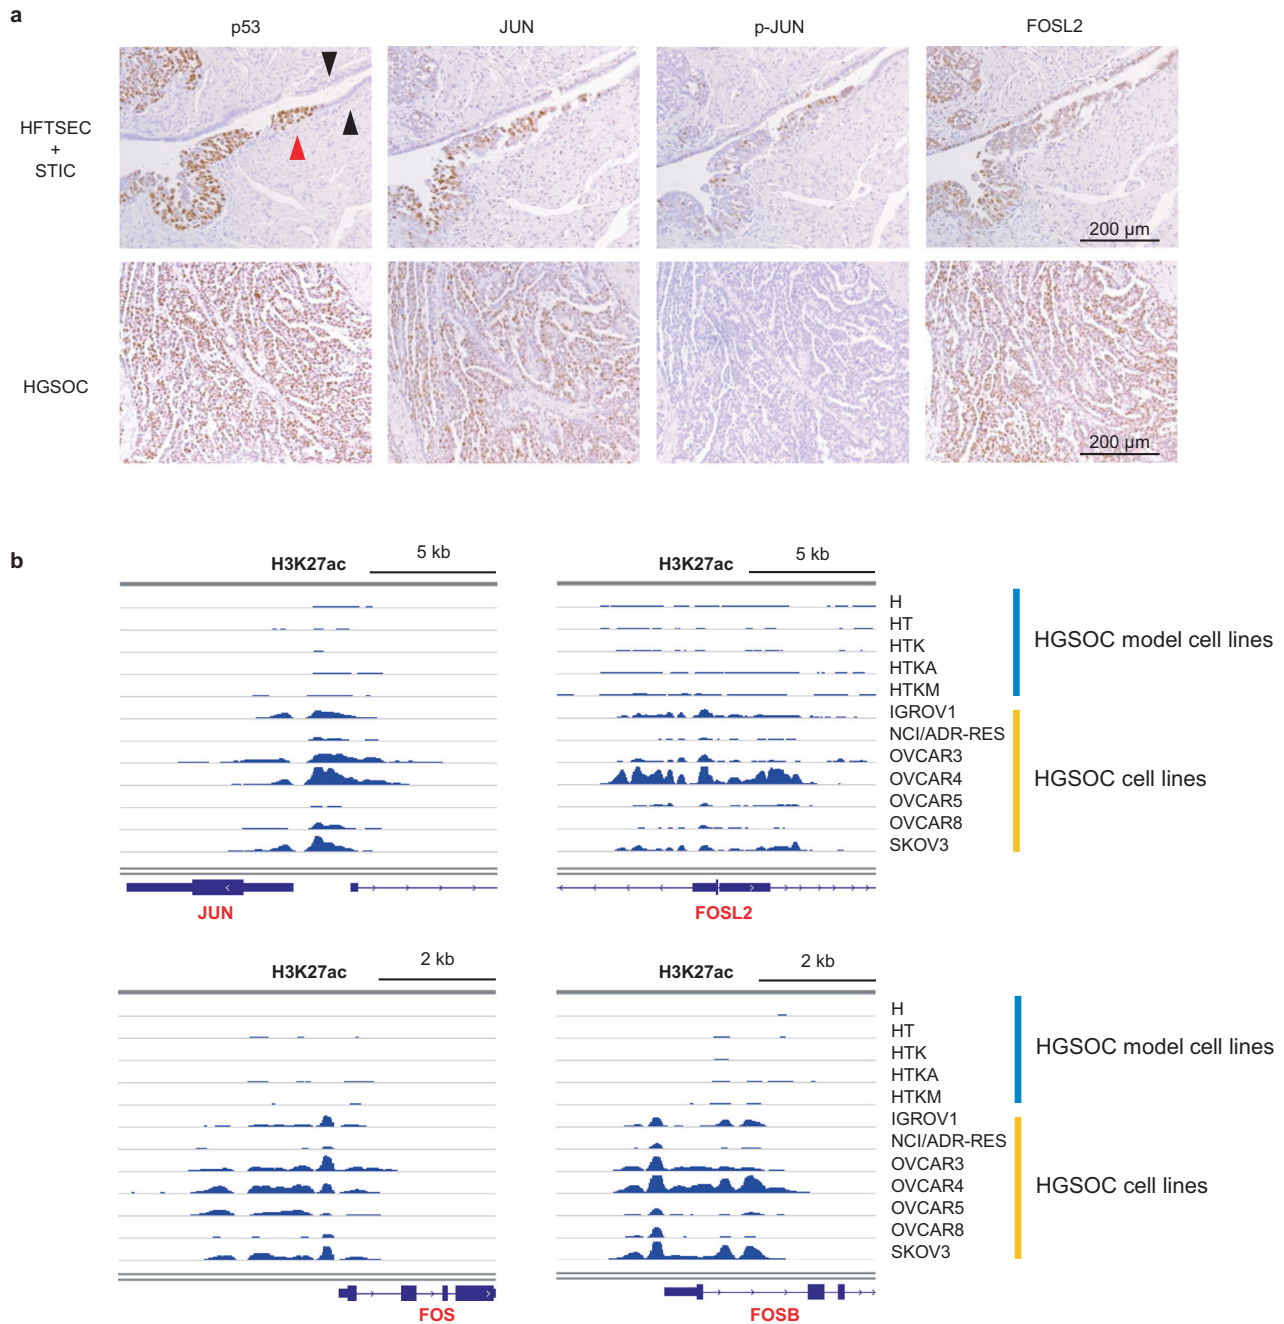 a
p53 JUN p-JUN FOSL2
HFTSEC
+
STIC
200 µm
HGSOC
200 µm
b
H3K27ac 5 kb
H3K27ac 5 kb
H
HT
HTK
HTKA
HTKM
HGSOC model cell lines
IGROV1
NCI/ADR-RES
OVCAR3
OVCAR4
OVCAR5
OVCAR8
SKOV3
HGSOC cell lines
JUN
FOSL2
H3K27ac 2 kb
H3K27ac 2 kb
H
HT
HTK
HTKA
HTKM
HGSOC model cell lines
IGROV1
NCI/ADR-RES
OVCAR3
OVCAR4
OVCAR5
OVCAR8
SKOV3
HGSOC cell lines
FOS
FOSB